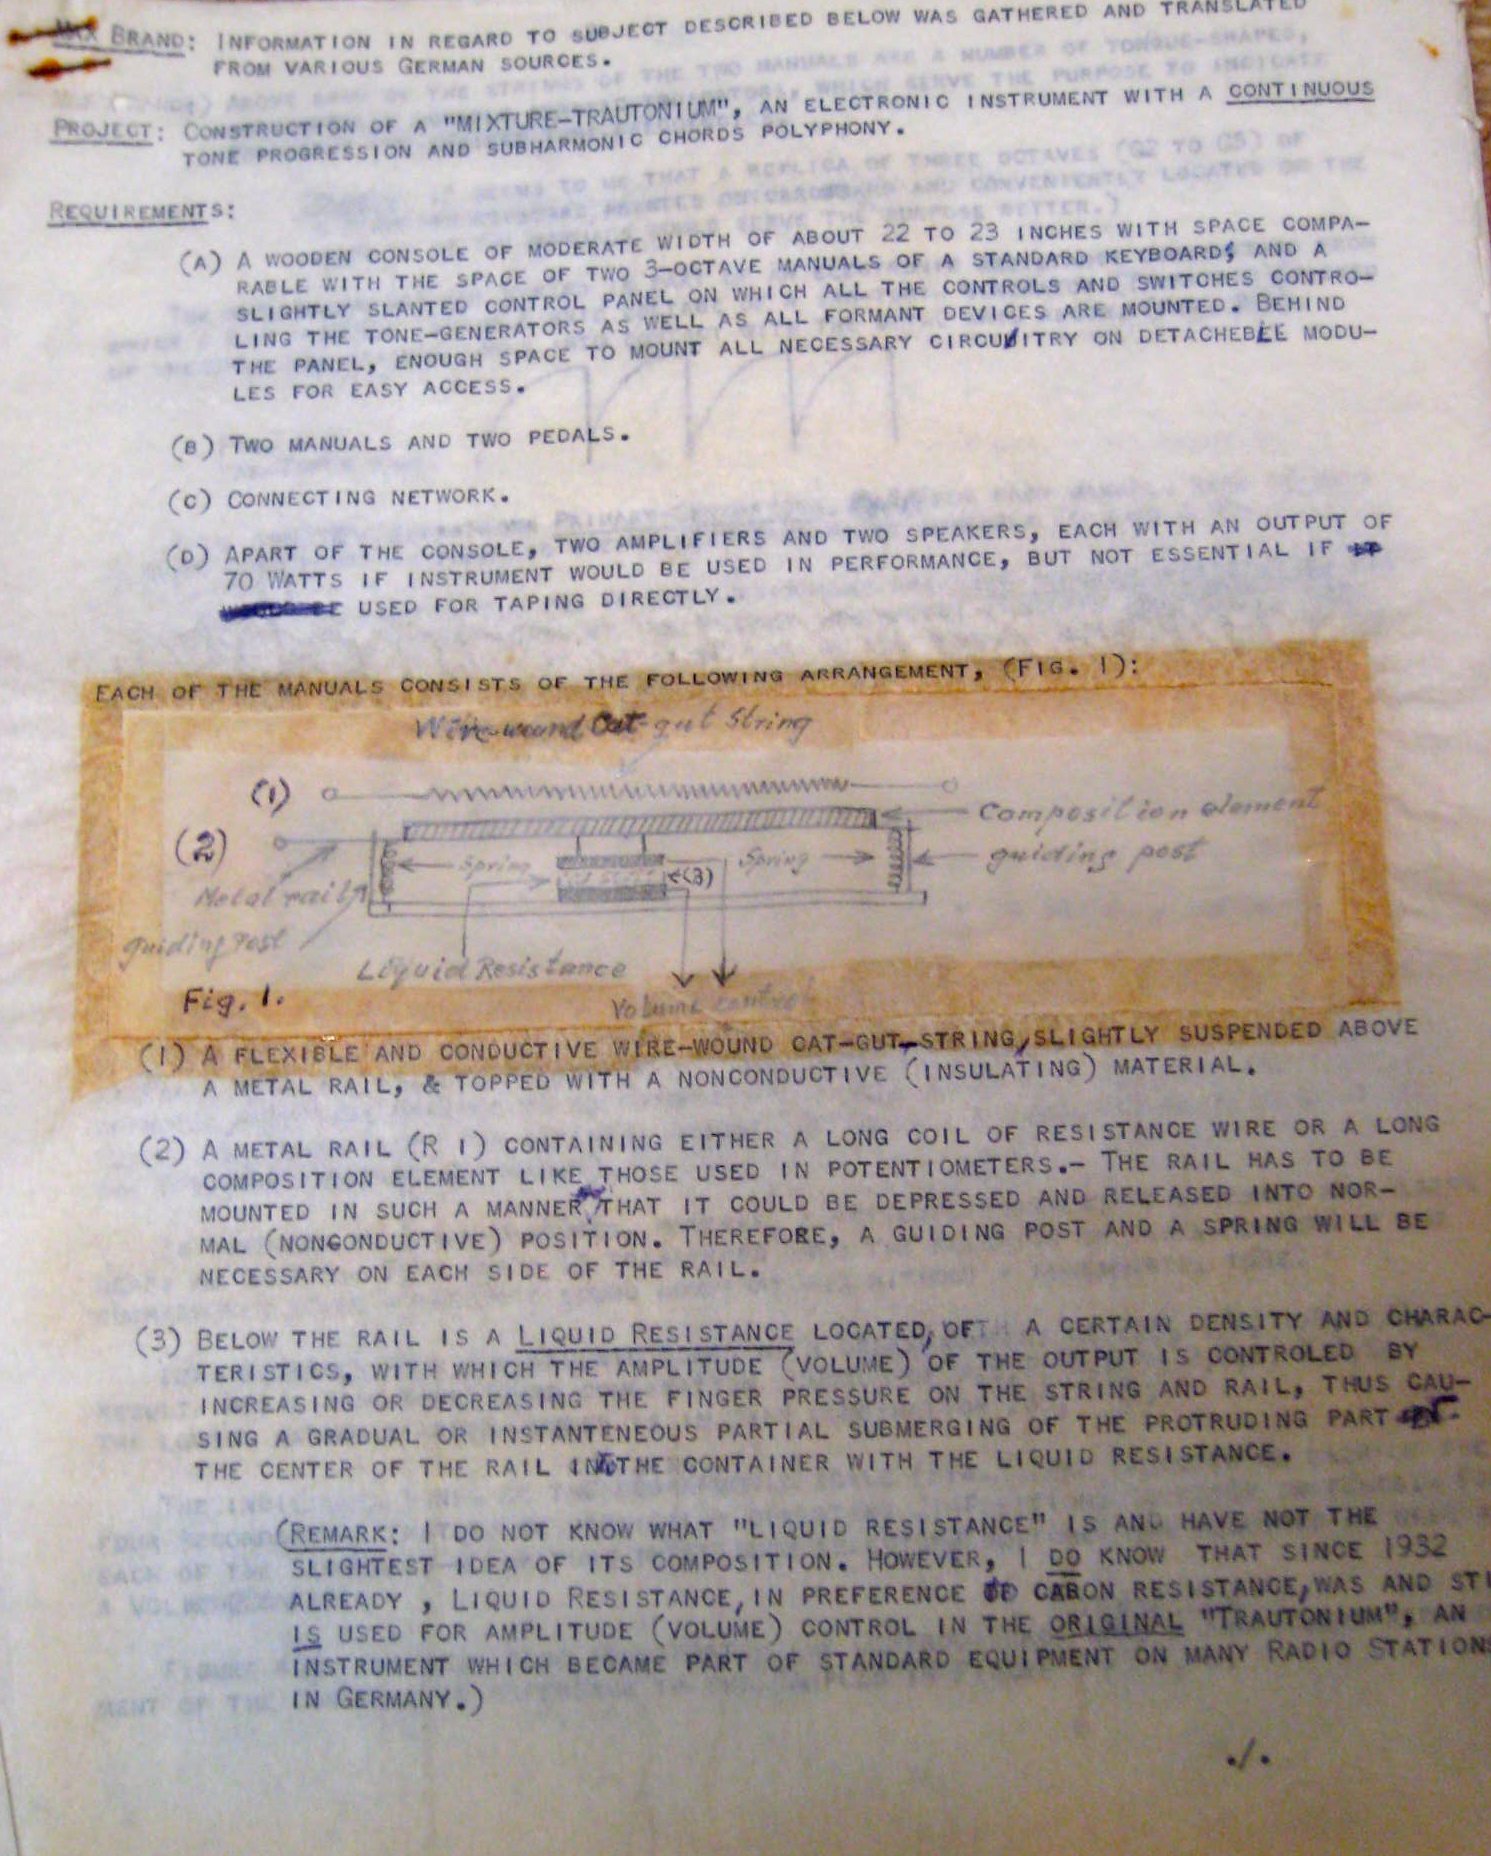 MAX BRAND: INFORMATION IN REGARD TO SUBJECT DESCRIBED BELOW WAS GATHERED AND TRANSLATED
FROM VARIOUS GERMAN SOURCES.
PROJECT: CONSTRUCTION OF A "MIXTURE-TRAUTONIUM", AN ELECTRONIC INSTRUMENT WITH A CONTINUOUS
TONE PROGRESSION AND SUBHARMONIC CHORDS POLYPHONY.
REQUIREMENTS:
(A) A WOODEN CONSOLE OF MODERATE WIDTH OF ABOUT 22 TO 23 INCHES WITH SPACE COMPA-
RABLE WITH THE SPACE OF TWO 3-OCTAVE MANUALS OF A STANDARD KEYBOARD; AND A
SLIGHTLY SLANTED CONTROL PANEL ON WHICH ALL THE CONTROLS AND SWITCHES CONTRO-
LING THE TONE-GENERATORS AS WELL AS ALL FORMANT DEVICES ARE MOUNTED. BEHIND
THE PANEL, ENOUGH SPACE TO MOUNT ALL NECESSARY CIRCUITRY ON DETACHEBLE MODU-
LES FOR EASY ACCESS.
(B) TWO MANUALS AND TWO PEDALS.
(C) CONNECTING NETWORK.
(D) APART OF THE CONSOLE, TWO AMPLIFIERS AND TWO SPEAKERS, EACH WITH AN OUTPUT OF
70 WATTS IF INSTRUMENT WOULD BE USED IN PERFORMANCE, BUT NOT ESSENTIAL IF
USED FOR TAPING DIRECTLY.
EACH OF THE MANUALS CONSISTS OF THE FOLLOWING ARRANGEMENT, (FIG. 1):
Wire-wound Cat-gut String
(1)
Composition element
(2)
Spring
Spring
guiding post
(3)
Metal rail
guiding post
Liquid Resistance
Fig. 1.
Volume control
(1) A FLEXIBLE AND CONDUCTIVE WIRE-WOUND CAT-GUT-STRING, SLIGHTLY SUSPENDED ABOVE
A METAL RAIL, & TOPPED WITH A NONCONDUCTIVE (INSULATING) MATERIAL.
(2) A METAL RAIL (R 1) CONTAINING EITHER A LONG COIL OF RESISTANCE WIRE OR A LONG
COMPOSITION ELEMENT LIKE THOSE USED IN POTENTIOMETERS.- THE RAIL HAS TO BE
MOUNTED IN SUCH A MANNER THAT IT COULD BE DEPRESSED AND RELEASED INTO NOR-
MAL (NONCONDUCTIVE) POSITION. THEREFORE, A GUIDING POST AND A SPRING WILL BE
NECESSARY ON EACH SIDE OF THE RAIL.
(3) BELOW THE RAIL IS A LIQUID RESISTANCE LOCATED, OF A CERTAIN DENSITY AND CHARAC-
TERISTICS, WITH WHICH THE AMPLITUDE (VOLUME) OF THE OUTPUT IS CONTROLED BY
INCREASING OR DECREASING THE FINGER PRESSURE ON THE STRING AND RAIL, THUS CAU-
SING A GRADUAL OR INSTANTENEOUS PARTIAL SUBMERGING OF THE PROTRUDING PART
THE CENTER OF THE RAIL IN THE CONTAINER WITH THE LIQUID RESISTANCE.
(REMARK: I DO NOT KNOW WHAT "LIQUID RESISTANCE" IS AND HAVE NOT THE
SLIGHTEST IDEA OF ITS COMPOSITION. HOWEVER, I DO KNOW THAT SINCE 1932
ALREADY, LIQUID RESISTANCE, IN PREFERENCE OF CABON RESISTANCE, WAS AND
IS USED FOR AMPLITUDE (VOLUME) CONTROL IN THE ORIGINAL "TRAUTONIUM", AN
INSTRUMENT WHICH BECAME PART OF STANDARD EQUIPMENT ON MANY RADIO STATIONS
IN GERMANY.)
./.